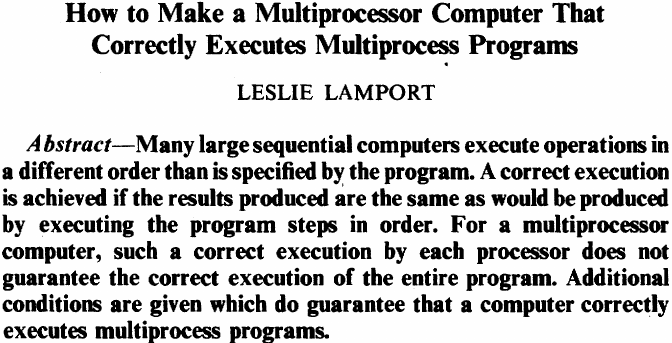 How to Make a Multiprocessor Computer That
Correctly Executes Multiprocess Programs
LESLIE LAMPORT
Abstract—Many large sequential computers execute operations in
a different order than is specified by the program. A correct execution
is achieved if the results produced are the same as would be produced
by executing the program steps in order. For a multiprocessor
computer, such a correct execution by each processor does not
guarantee the correct execution of the entire program. Additional
conditions are given which do guarantee that a computer correctly
executes multiprocess programs.